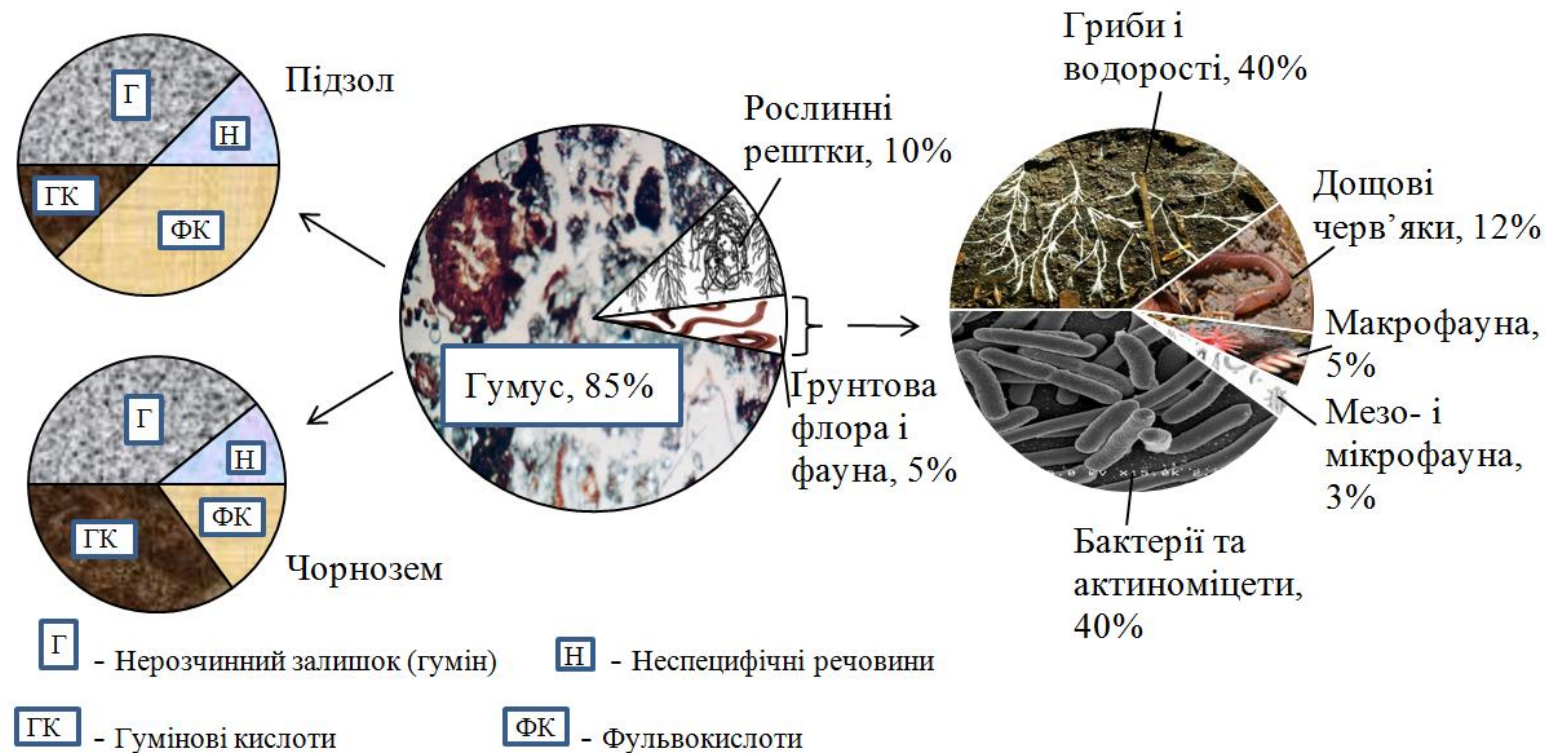 Г
Підзол
Н
ГК
ФК
Рослинні
рештки, 10%
Гумус, 85%
Ґрунтова
флора і
фауна, 5%
Гриби і
водорості, 40%
Дощові
черв’яки, 12%
Макрофауна,
5%
Мезо- і
мікрофауна,
3%
Бактерії та
актиноміцети,
40%
Г
Н
ФК
ГК
Чорнозем
Г - Нерозчинний залишок (гумін)
Н - Неспецифічні речовини
ГК - Гумінові кислоти
ФК - Фульвокислоти